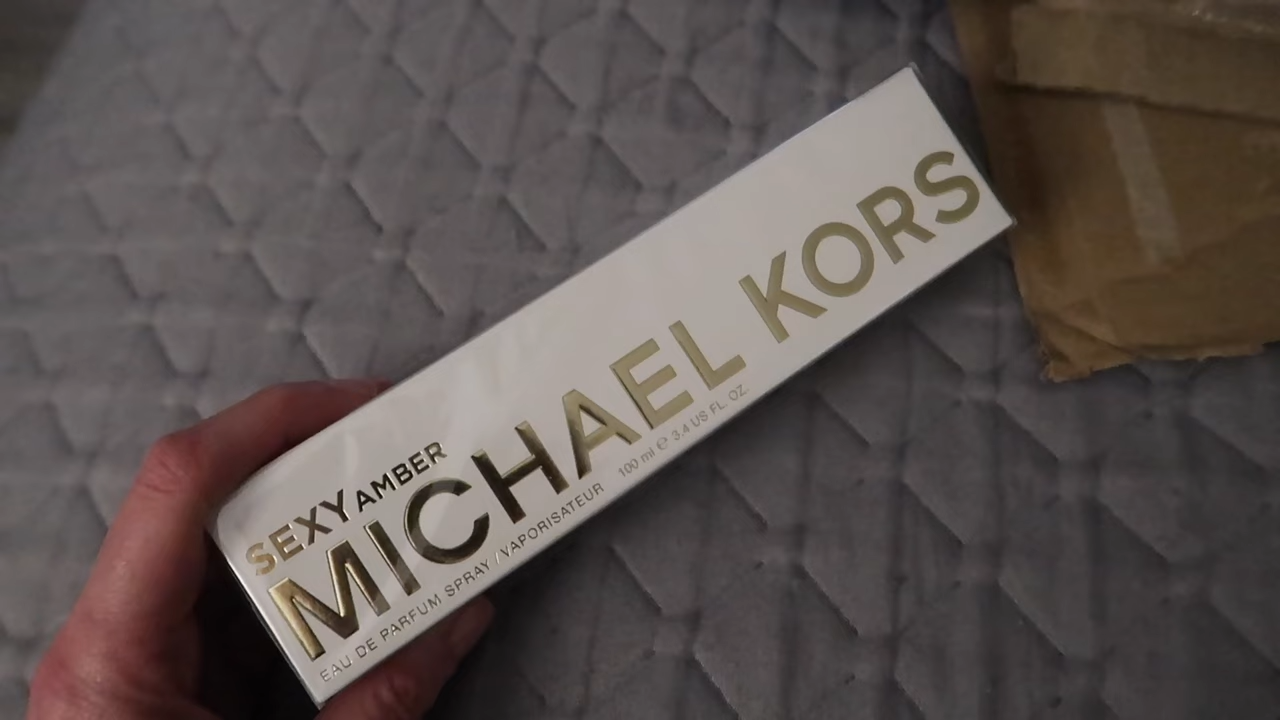 SEXY AMBER
MICHAEL KORS
EAU DE PARFUM SPRAY / VAPORISATEUR 100 ml ℮ 3.4 US FL. OZ.